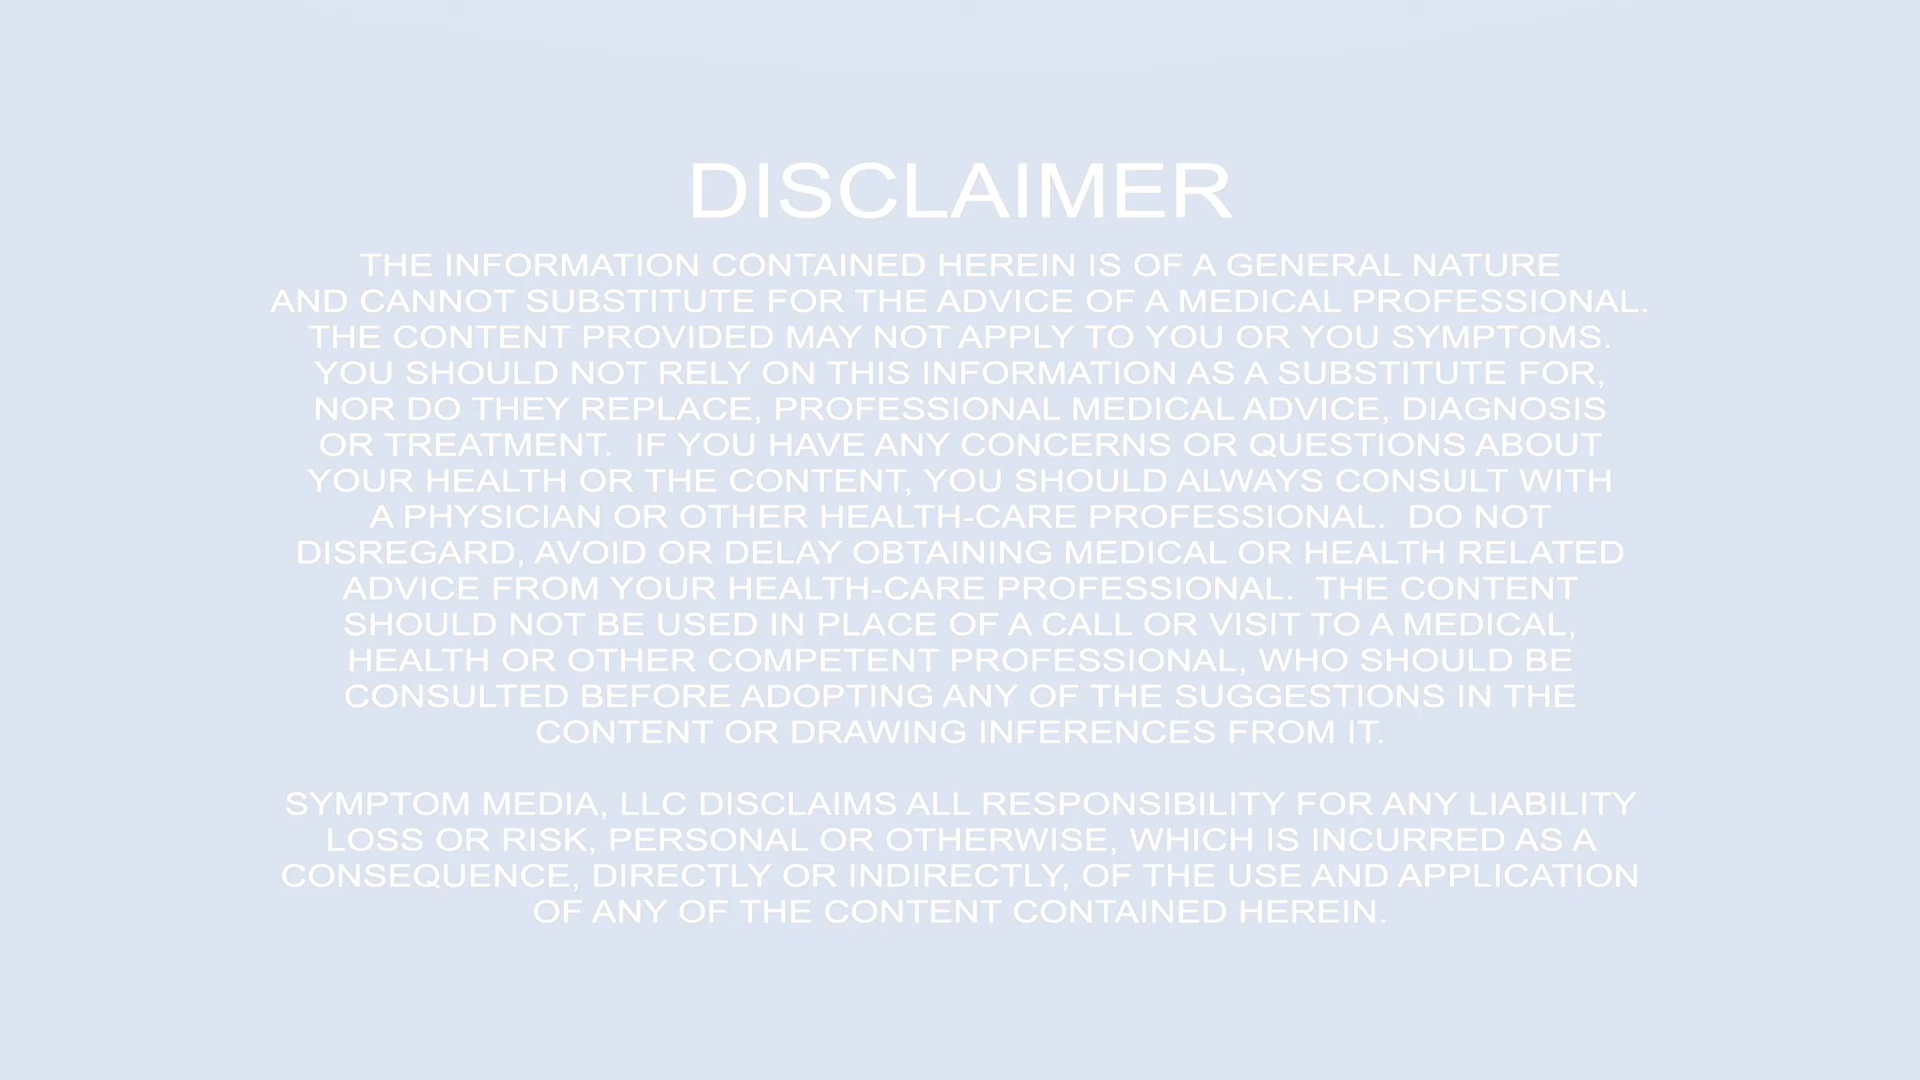 DISCLAIMER
THE INFORMATION CONTAINED HEREIN IS OF A GENERAL NATURE
AND CANNOT SUBSTITUTE FOR THE ADVICE OF A MEDICAL PROFESSIONAL.
THE CONTENT PROVIDED MAY NOT APPLY TO YOU OR YOU SYMPTOMS.
YOU SHOULD NOT RELY ON THIS INFORMATION AS A SUBSTITUTE FOR,
NOR DO THEY REPLACE, PROFESSIONAL MEDICAL ADVICE, DIAGNOSIS
OR TREATMENT.  IF YOU HAVE ANY CONCERNS OR QUESTIONS ABOUT
YOUR HEALTH OR THE CONTENT, YOU SHOULD ALWAYS CONSULT WITH
A PHYSICIAN OR OTHER HEALTH-CARE PROFESSIONAL.  DO NOT
DISREGARD, AVOID OR DELAY OBTAINING MEDICAL OR HEALTH RELATED
ADVICE FROM YOUR HEALTH-CARE PROFESSIONAL.  THE CONTENT
SHOULD NOT BE USED IN PLACE OF A CALL OR VISIT TO A MEDICAL,
HEALTH OR OTHER COMPETENT PROFESSIONAL, WHO SHOULD BE
CONSULTED BEFORE ADOPTING ANY OF THE SUGGESTIONS IN THE
CONTENT OR DRAWING INFERENCES FROM IT.
SYMPTOM MEDIA, LLC DISCLAIMS ALL RESPONSIBILITY FOR ANY LIABILITY
LOSS OR RISK, PERSONAL OR OTHERWISE, WHICH IS INCURRED AS A
CONSEQUENCE, DIRECTLY OR INDIRECTLY, OF THE USE AND APPLICATION
OF ANY OF THE CONTENT CONTAINED HEREIN.